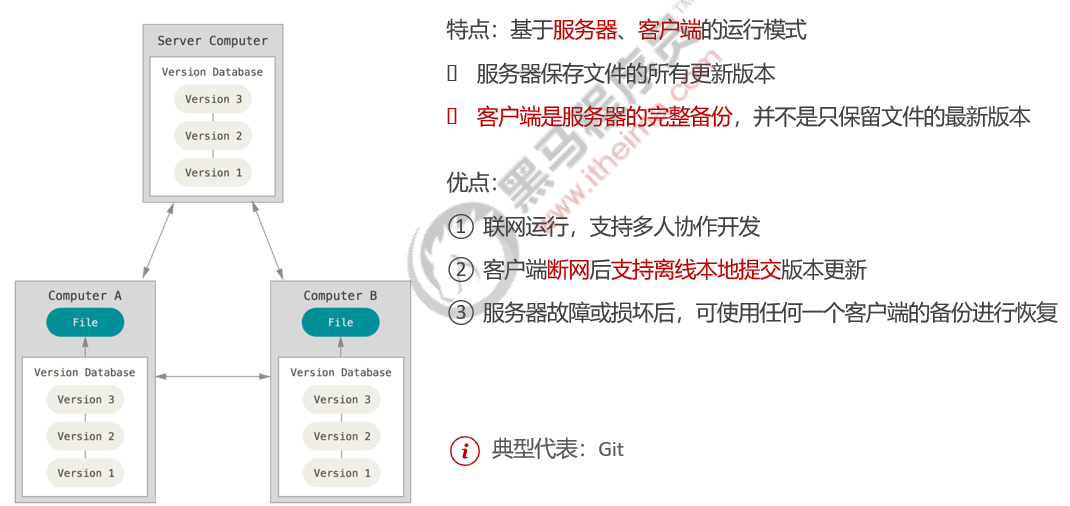 Server Computer
Version Database
Version 3
Version 2
Version 1
Computer A
File
Version Database
Version 3
Version 2
Version 1
Computer B
File
Version Database
Version 3
Version 2
Version 1
特点：基于服务器、客户端的运行模式
服务器保存文件的所有更新版本
客户端是服务器的完整备份，并不是只保留文件的最新版本
优点：
① 联网运行，支持多人协作开发
② 客户端断网后支持离线本地提交版本更新
③ 服务器故障或损坏后，可使用任何一个客户端的备份进行恢复
i 典型代表：Git
黑马程序员™
www.itheima.com